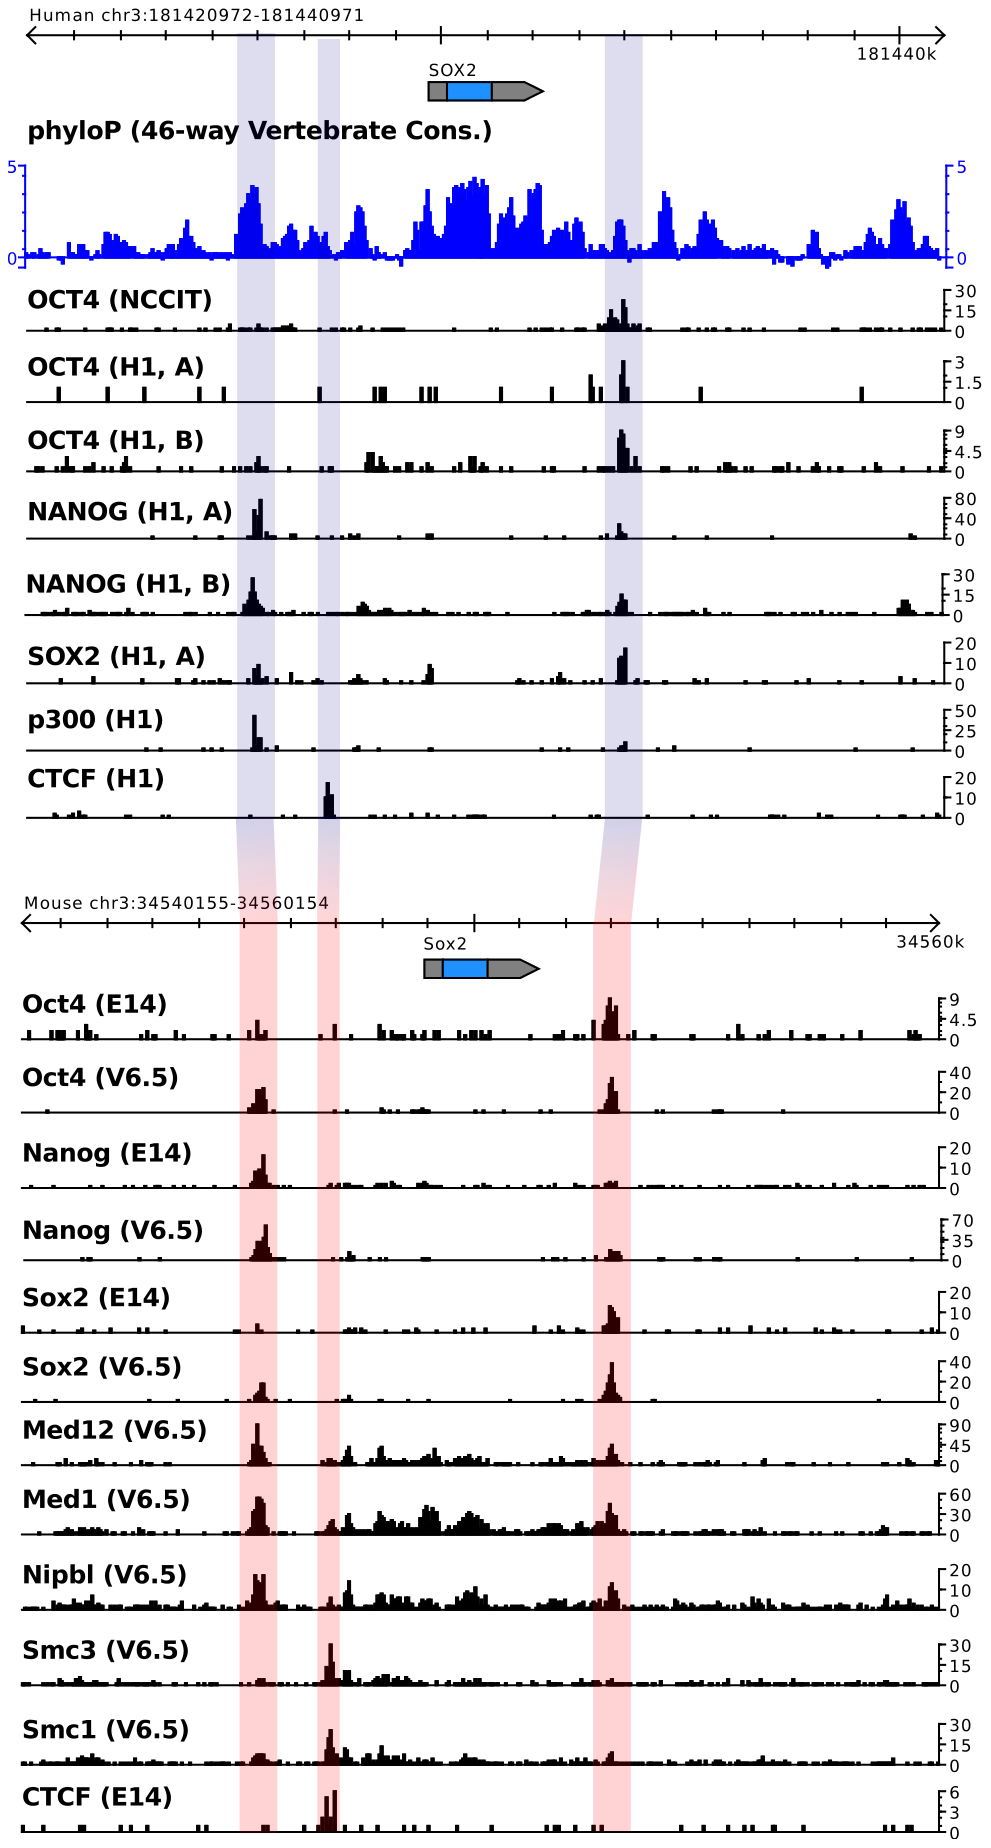 Human chr3:181420972-181440971
181440k
SOX2
phyloP (46-way Vertebrate Cons.)
5 5
0 0
OCT4 (NCCIT)
30
15
0
OCT4 (H1, A)
3
1.5
0
OCT4 (H1, B)
9
4.5
0
NANOG (H1, A)
80
40
0
NANOG (H1, B)
30
15
0
SOX2 (H1, A)
20
10
0
p300 (H1)
50
25
0
CTCF (H1)
20
10
0
Mouse chr3:34540155-34560154
34560k
Sox2
Oct4 (E14)
9
4.5
0
Oct4 (V6.5)
40
20
0
Nanog (E14)
20
10
0
Nanog (V6.5)
70
35
0
Sox2 (E14)
20
10
0
Sox2 (V6.5)
40
20
0
Med12 (V6.5)
90
45
0
Med1 (V6.5)
60
30
0
Nipbl (V6.5)
20
10
0
Smc3 (V6.5)
30
15
0
Smc1 (V6.5)
30
15
0
CTCF (E14)
6
3
0